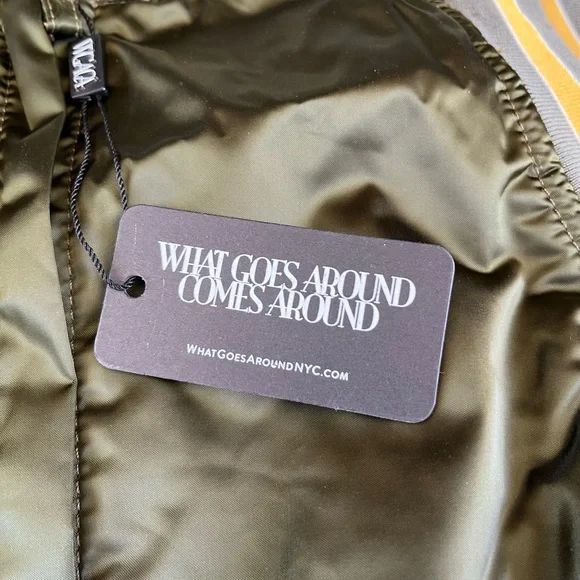 WGACA
WHAT GOES AROUND
COMES AROUND
WHATGOESAROUNDNYC.COM